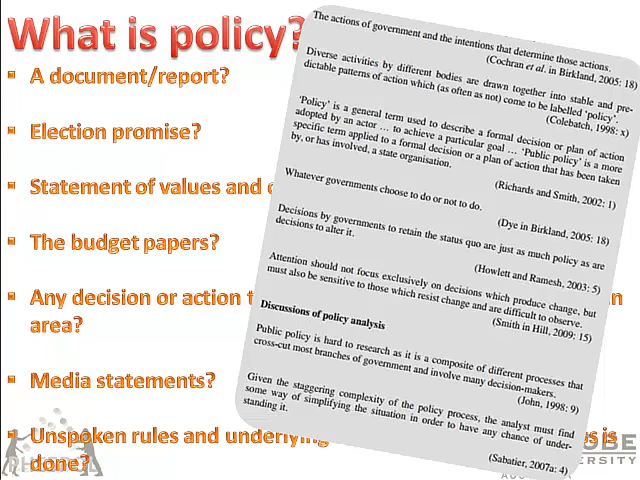 What is policy?
A document/report?
Election promise?
Statement of values and
The budget papers?
Any decision or action
area?
Media statements?
Unspoken rules and underlying
is
done?
The actions of government and the intentions that determine those actions.
(Cochran et al. in Birkland, 2005: 18)
Diverse activities by different bodies are drawn together into stable and pre-
dictable patterns of action which (as often as not) come to be labelled ‘policy’.
(Colebatch, 1998: x)
‘Policy’ is a general term used to describe a formal decision or plan of action
adopted by an actor … to achieve a particular goal … ‘Public policy’ is a more
specific term applied to a formal decision or a plan of action that has been taken
by, or has involved, a state organisation.
(Richards and Smith, 2002: 1)
Whatever governments choose to do or not to do.
(Dye in Birkland, 2005: 18)
Decisions by governments to retain the status quo are just as much policy as are
decisions to alter it.
(Howlett and Ramesh, 2003: 5)
Attention should not focus exclusively on decisions which produce change, but
must also be sensitive to those which resist change and are difficult to observe.
(Smith in Hill, 2009: 15)
Discussions of policy analysis
Public policy is hard to research as it is a composite of different processes that
cross-cut most branches of government and involve many decision-makers.
(John, 1998: 9)
Given the staggering complexity of the policy process, the analyst must find
some way of simplifying the situation in order to have any chance of under-
standing it.
(Sabatier, 2007a: 4)